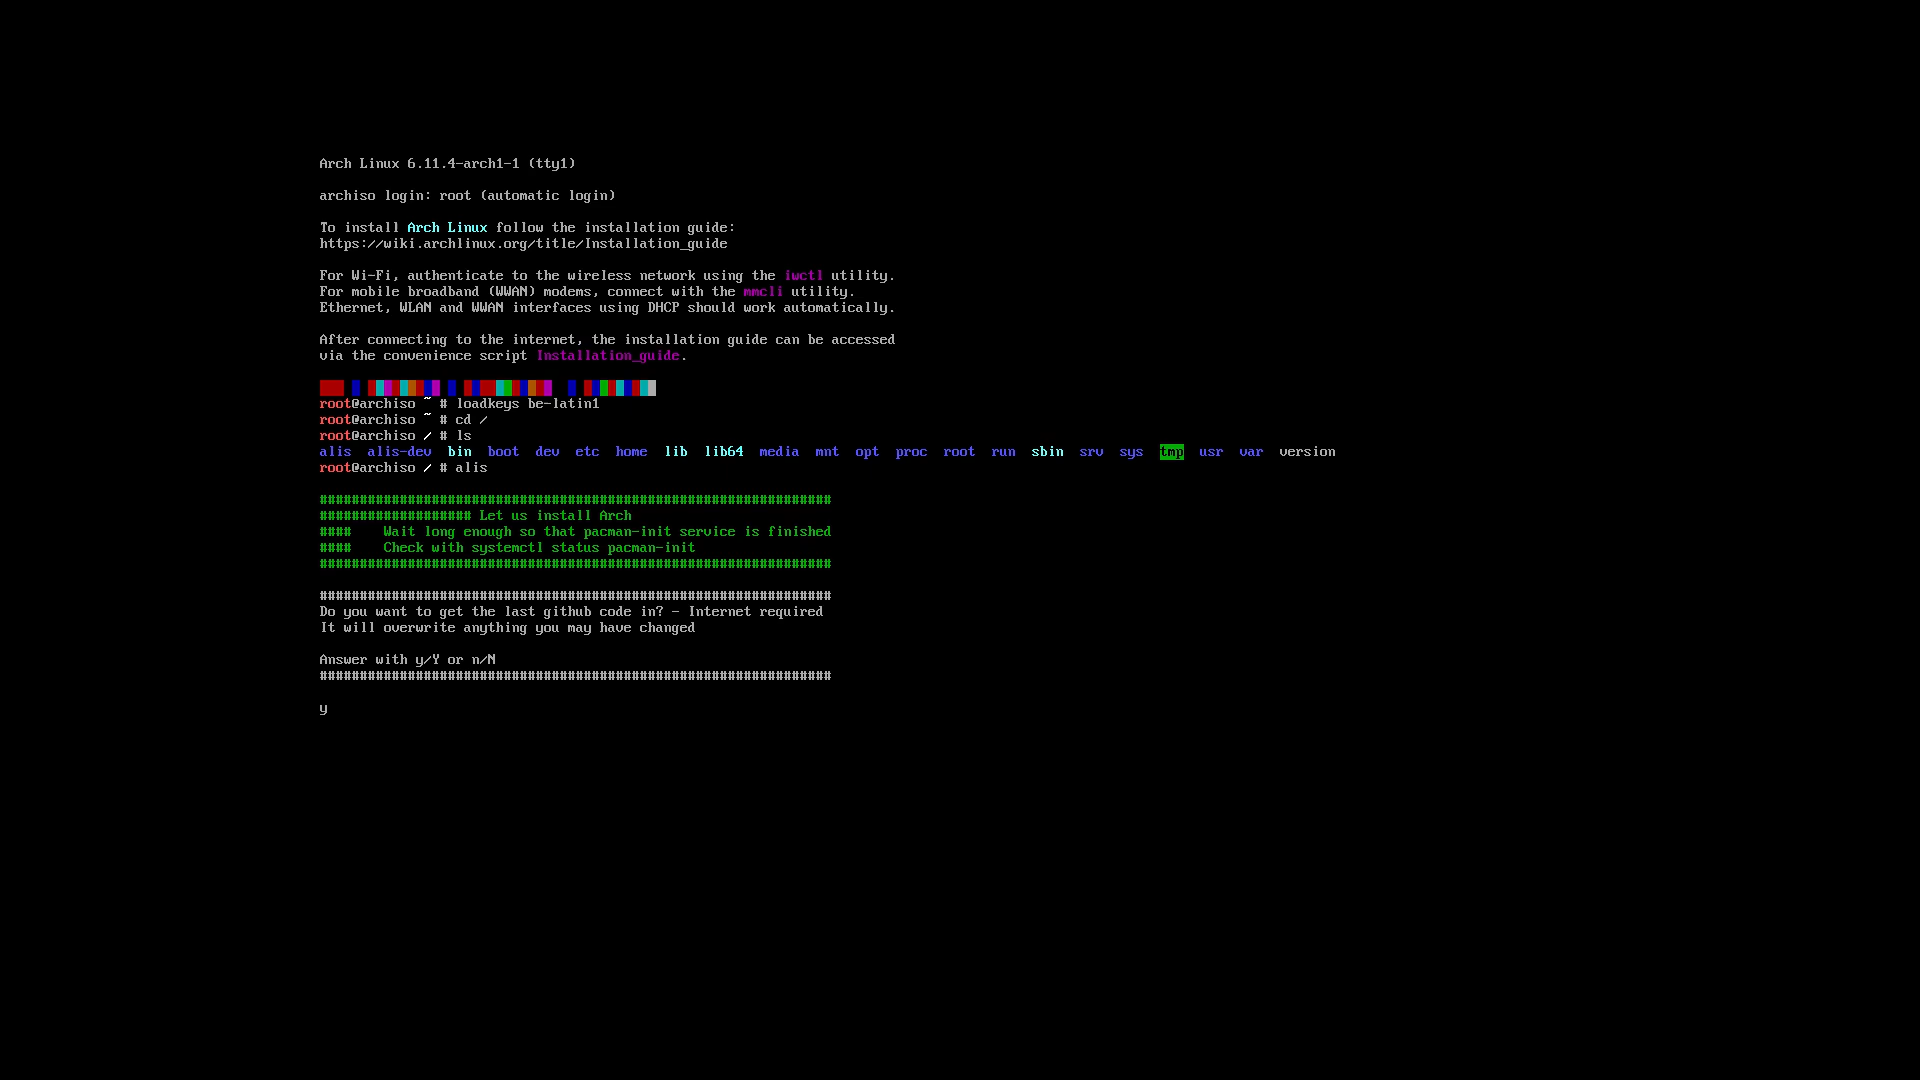 Arch Linux 6.11.4-arch1-1 (tty1)
archiso login: root (automatic login)
To install Arch Linux follow the installation guide:
https://wiki.archlinux.org/title/Installation_guide
For Wi-Fi, authenticate to the wireless network using the iwctl utility.
For mobile broadband (WWAN) modems, connect with the mmcli utility.
Ethernet, WLAN and WWAN interfaces using DHCP should work automatically.
After connecting to the internet, the installation guide can be accessed
via the convenience script Installation_guide.
root@archiso ~ # loadkeys be-latin1
root@archiso ~ # cd /
root@archiso / # ls
alis  alis-dev  bin  boot  dev  etc  home  lib  lib64  media  mnt  opt  proc  root  run  sbin  srv  sys  tmp  usr  var  version
root@archiso / # alis
################################################################
################### Let us install Arch
####    Wait long enough so that pacman-init service is finished
####    Check with systemctl status pacman-init
################################################################
################################################################
Do you want to get the last github code in? - Internet required
It will overwrite anything you may have changed
Answer with y/Y or n/N
################################################################
y